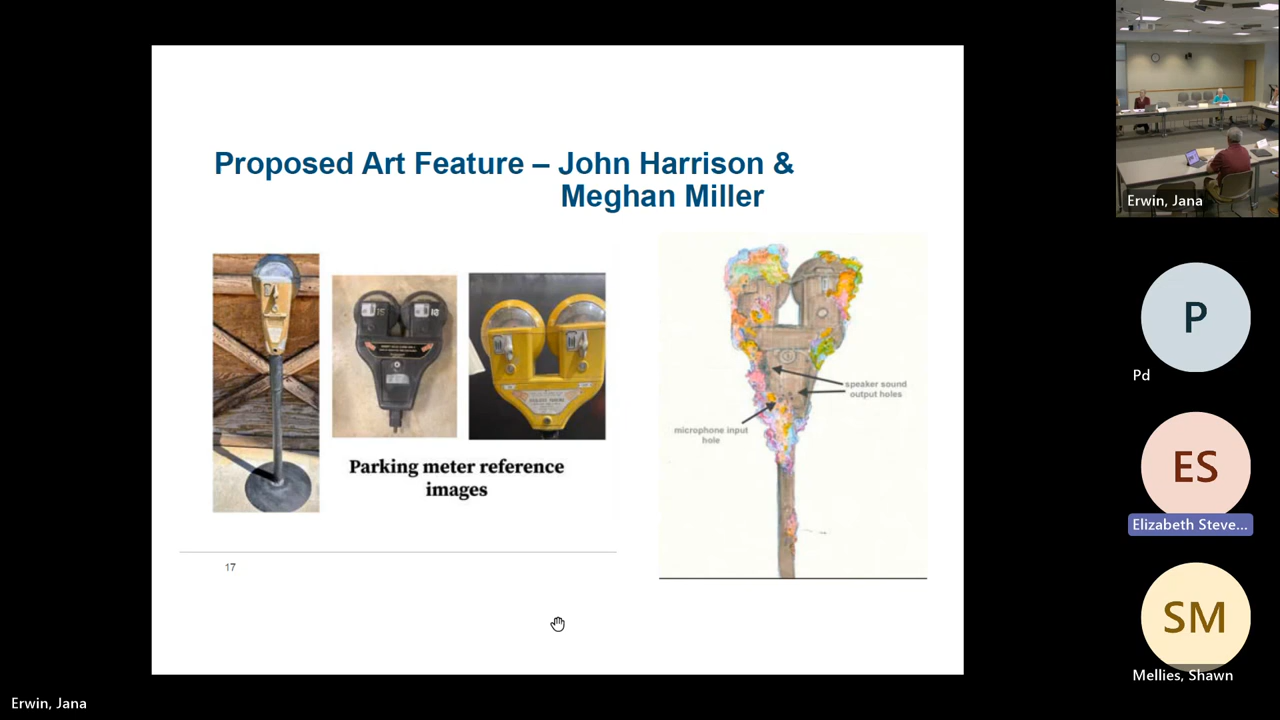 Proposed Art Feature – John Harrison &
Meghan Miller
Parking meter reference
images
speaker sound
output holes
microphone input
hole
17
Erwin, Jana
P
Pd
ES
Elizabeth Steve...
SM
Mellies, Shawn
Erwin, Jana